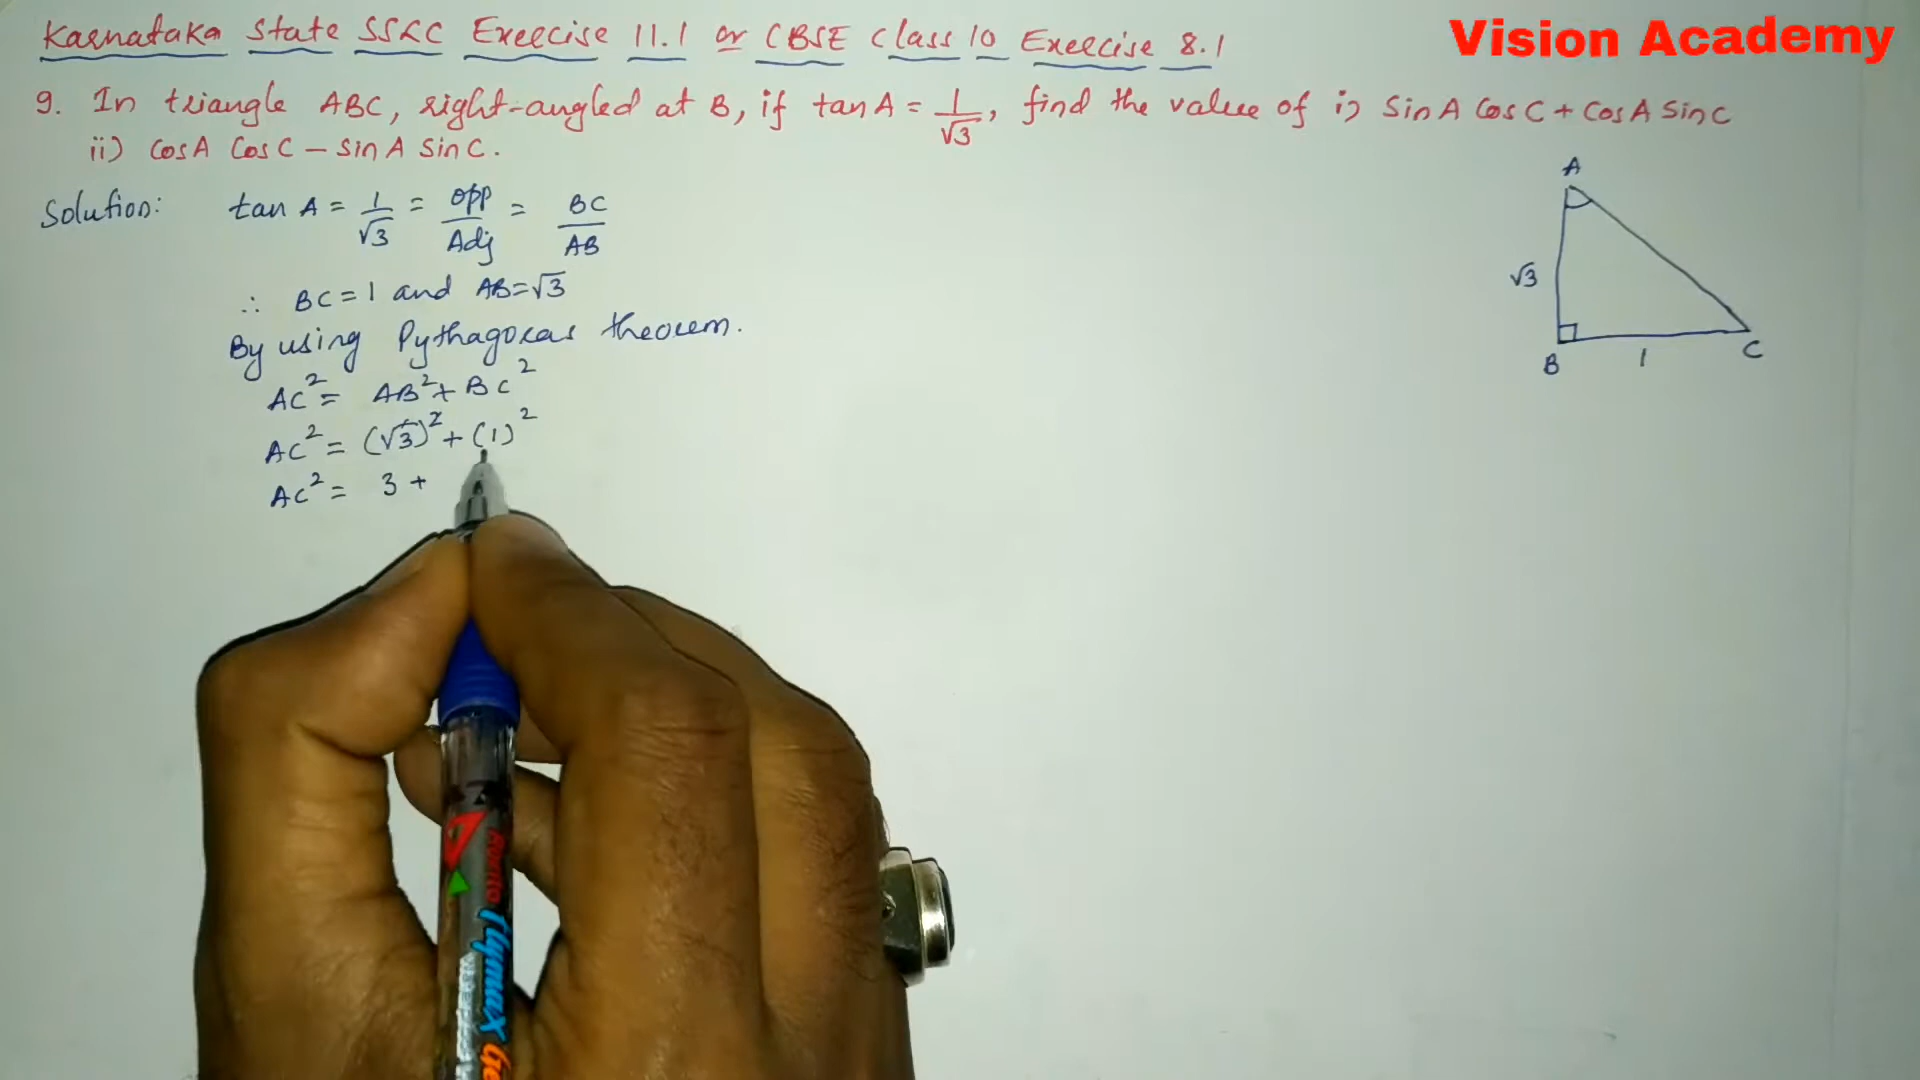 Karnataka State SSLC Exercise 11.1 or CBSE Class 10 Exercise 8.1
Vision Academy
9. In triangle ABC, right-angled at B, if tan A = 1/√3, find the value of i) Sin A Cos C + Cos A Sin C
ii) Cos A Cos C – Sin A Sin C.
Solution: tan A = 1/√3 = opp/Adj = BC/AB
∴ BC = 1 and AB = √3
By using Pythagoras theorem.
AC² = AB² + BC²
AC² = (√3)² + (1)²
AC² = 3 +
A
√3
B
1
C
Flymax Ge